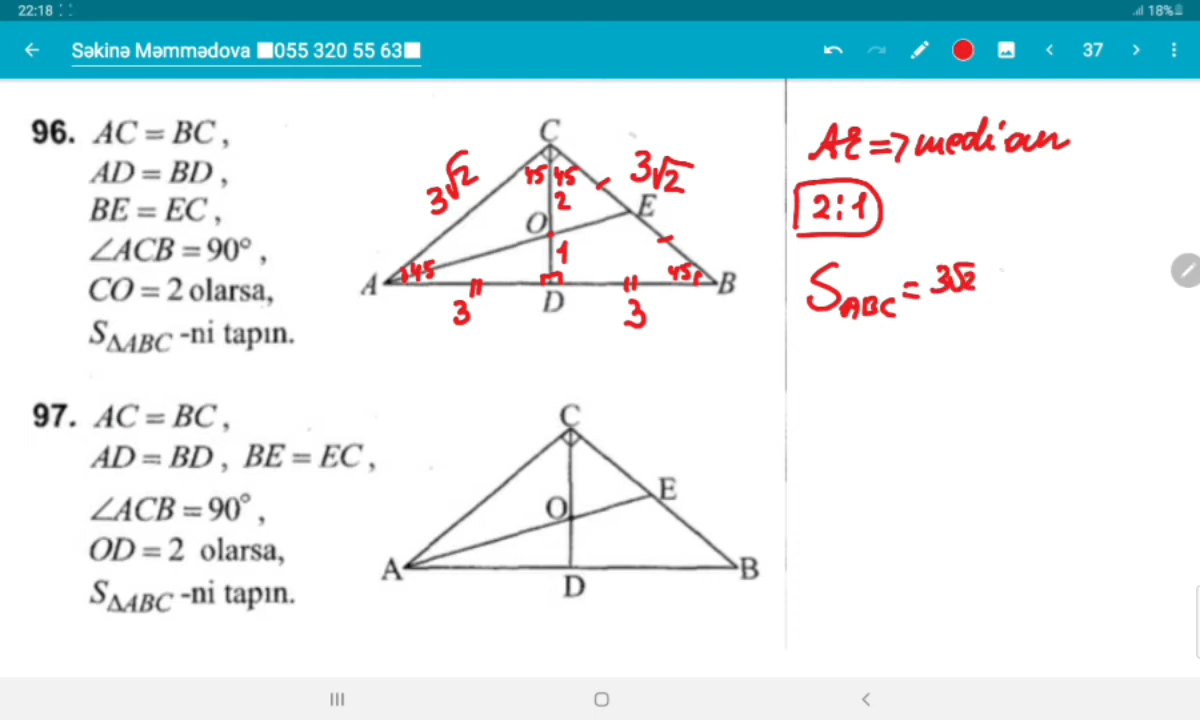 22:18
18%
Səkinə Məmmədova 055 320 55 63
37
96. AC = BC,
AD = BD,
BE = EC,
∠ACB = 90°,
CO = 2 olarsa,
S∆ABC -ni tapın.
C
3√2
45 45
3√2
2
E
O
1
A
45
45
B
3
D
3
AE => median
2:1
SABC = 3√2
97. AC = BC,
AD = BD, BE = EC,
∠ACB = 90°,
OD = 2 olarsa,
S∆ABC -ni tapın.
C
E
O
A
B
D